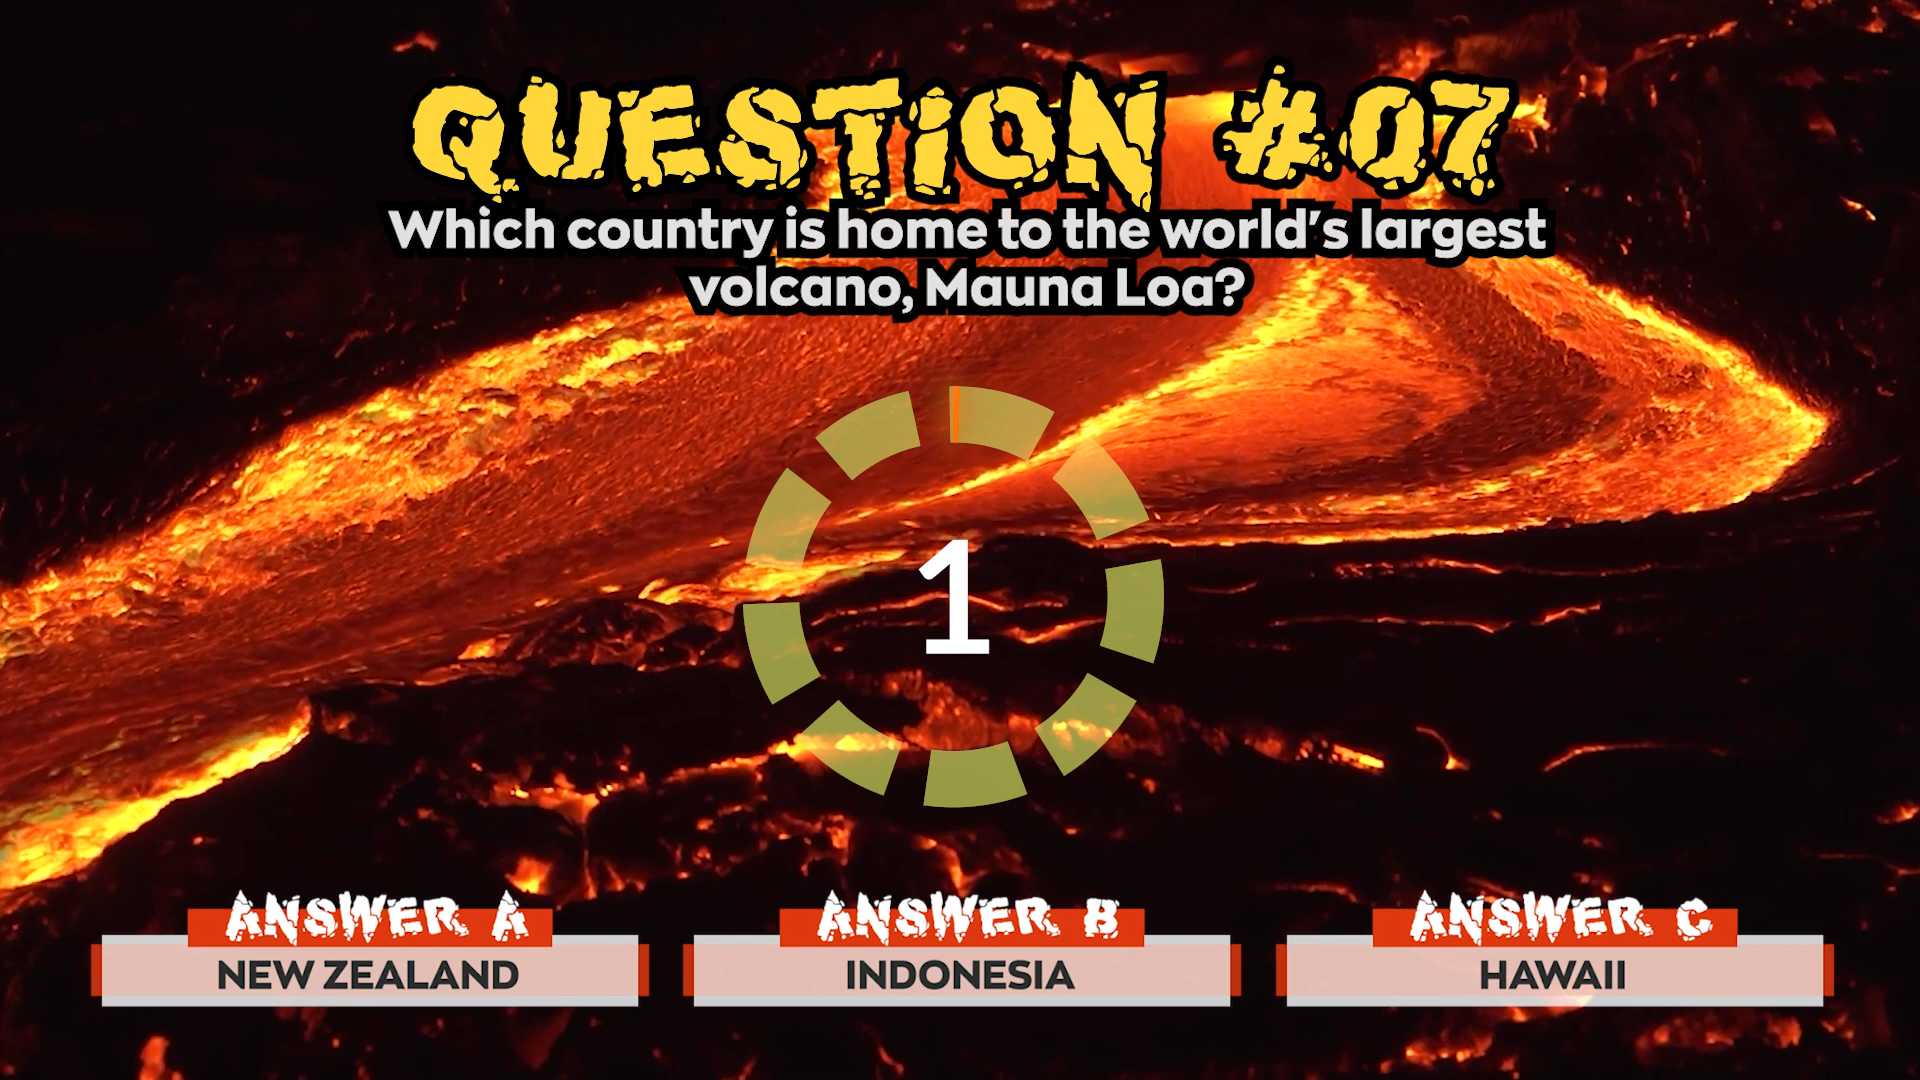 QUESTION #07
Which country is home to the world's largest
volcano, Mauna Loa?
1
ANSWER A
NEW ZEALAND
ANSWER B
INDONESIA
ANSWER C
HAWAII